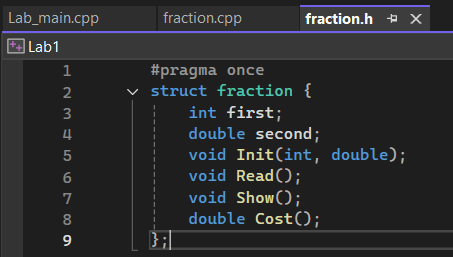 Lab_main.cpp fraction.cpp fraction.h
Lab1
1 #pragma once
2 struct fraction {
3 int first;
4 double second;
5 void Init(int, double);
6 void Read();
7 void Show();
8 double Cost();
9 };